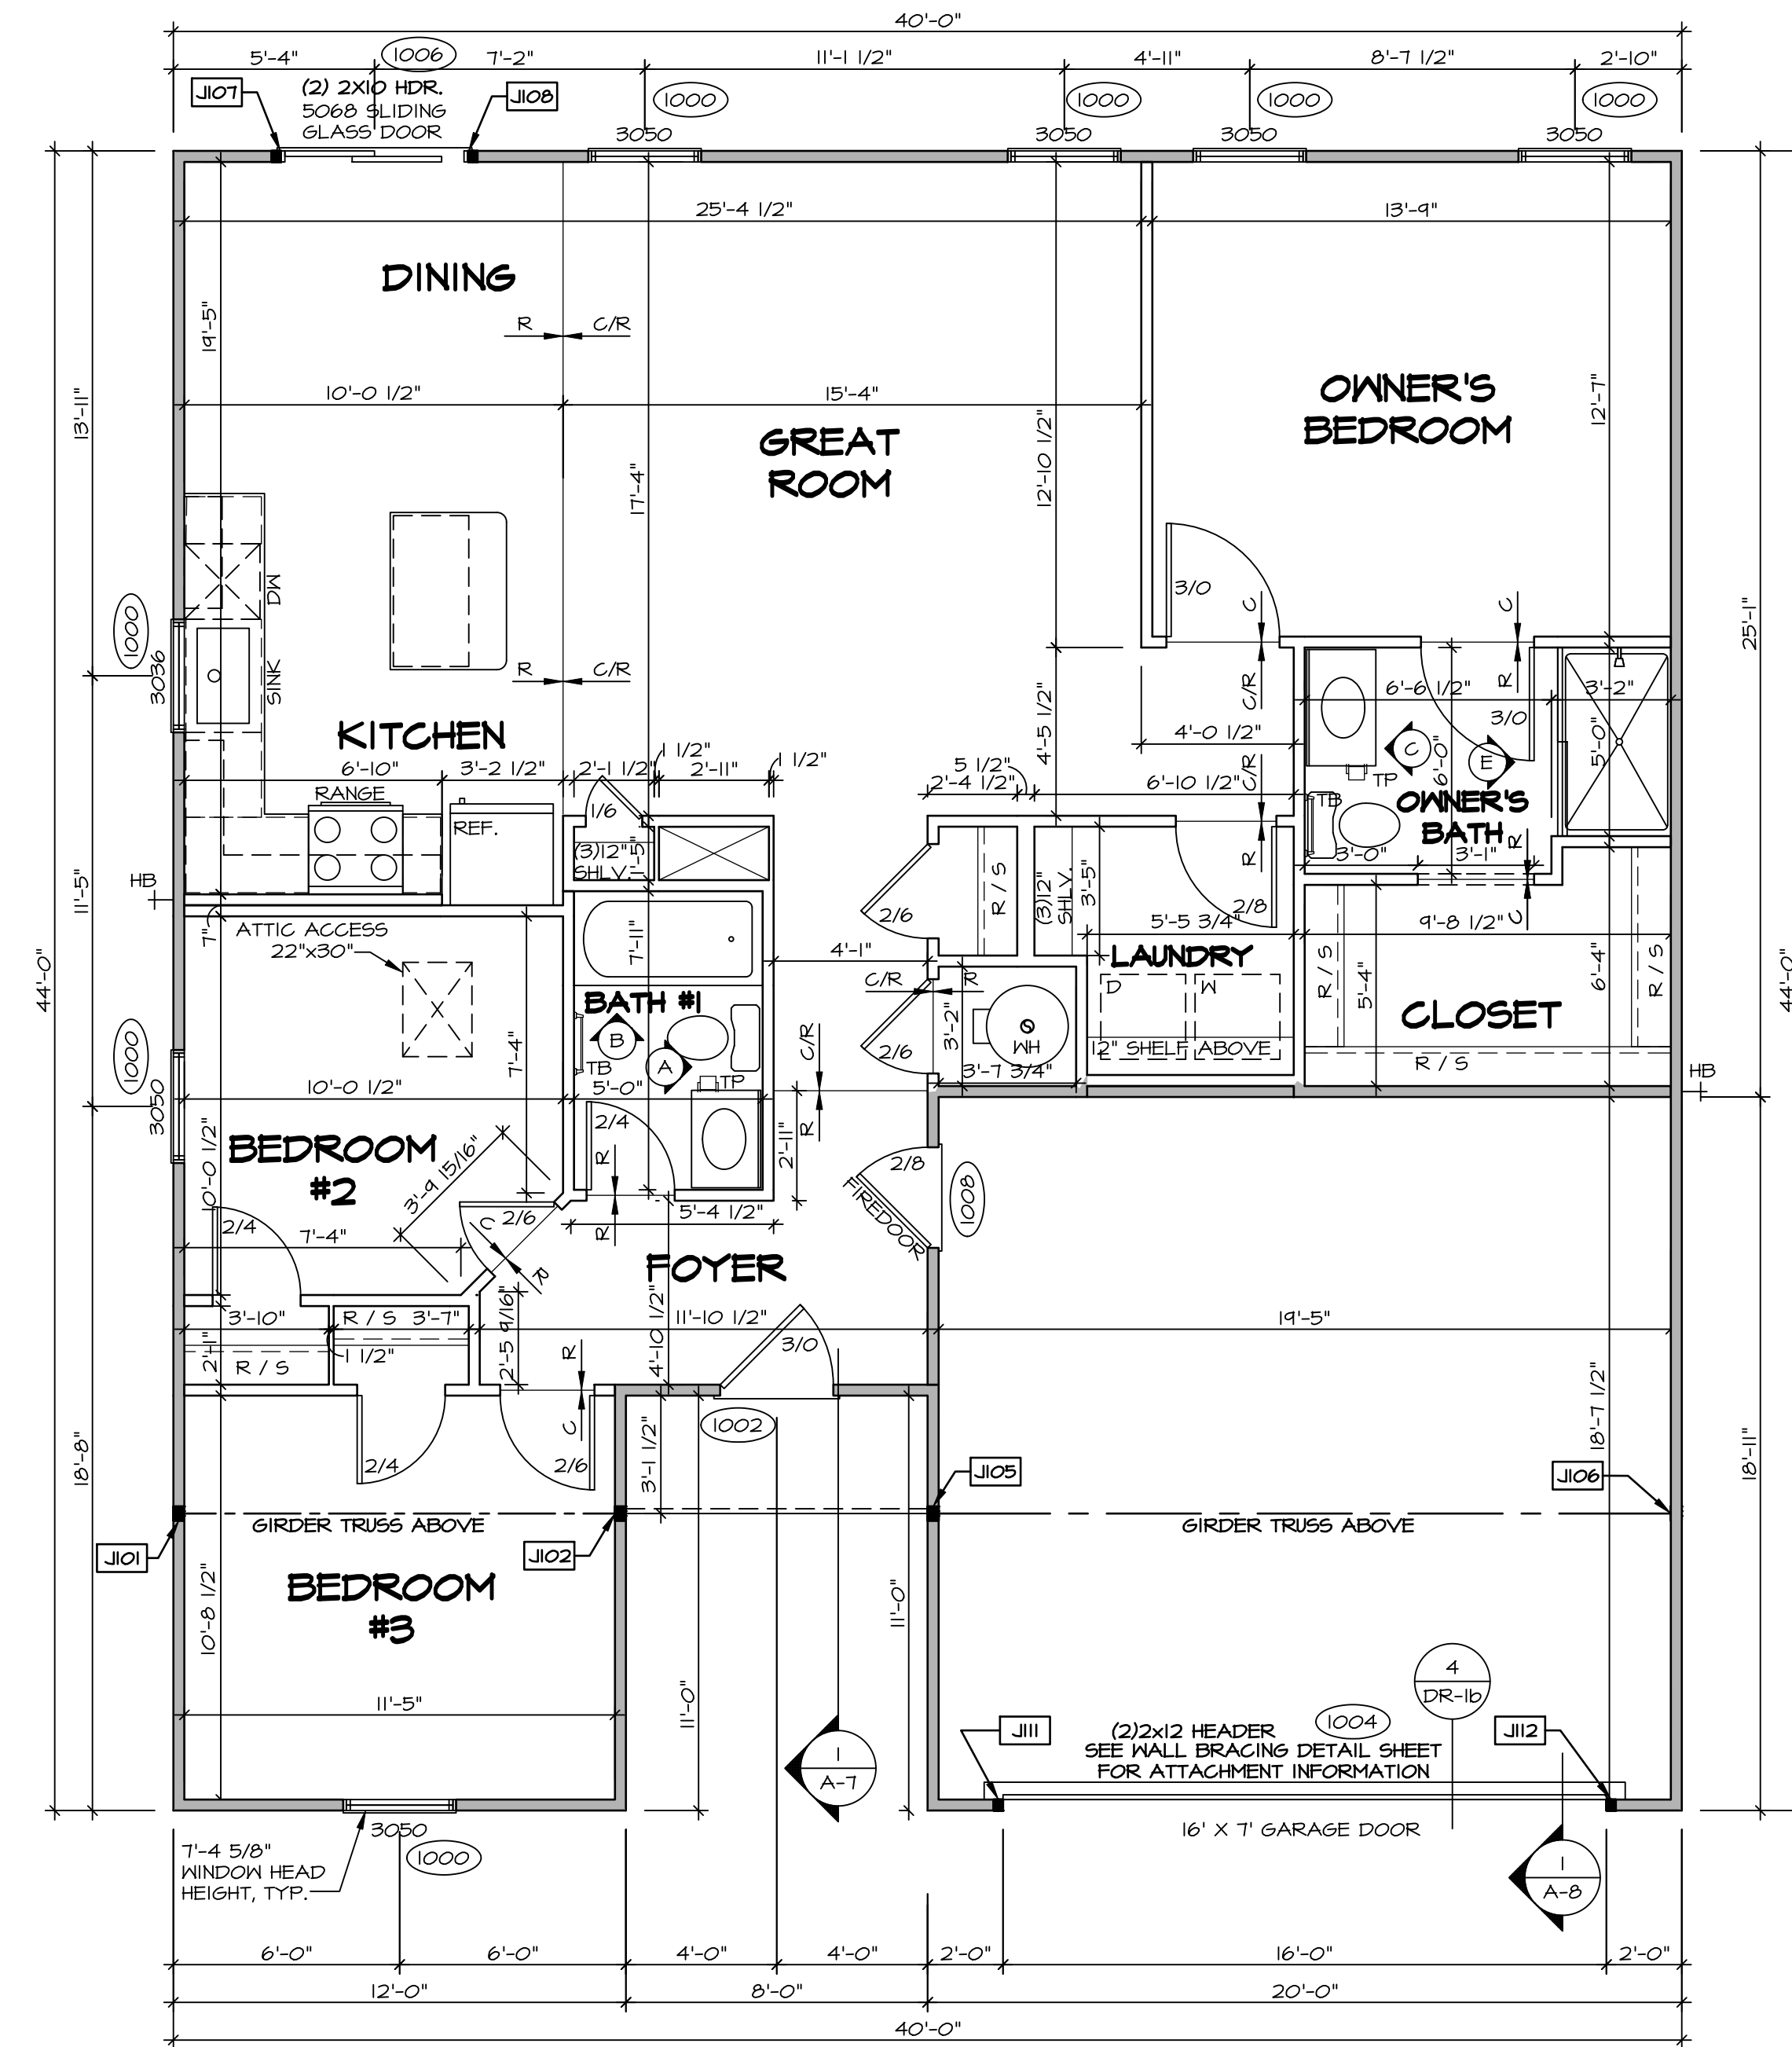 40'-0"
5'-4"
1006
7'-2"
11'-1 1/2"
4'-11"
8'-7 1/2"
2'-10"
J107
(2) 2X10 HDR.
5068 SLIDING
GLASS DOOR
J108
1000
1000
1000
1000
3050
3050
3050
3050
25'-4 1/2"
13'-9"
DINING
19'-5"
R
C/R
13'-11"
10'-0 1/2"
15'-4"
GREAT
ROOM
17'-4"
12'-10 1/2"
OWNER'S
BEDROOM
12'-7"
25'-1"
3/0
C
C
1000
3036
DW
SINK
R
C/R
KITCHEN
4'-5 1/2"
C/R
4'-0 1/2"
6'-6 1/2"
R
3'-2"
3/0
5'-0"
6'-0"
C
E
TP
TB
OWNER'S
BATH
6'-10"
3'-2 1/2"
2'-1 1/2"
1 1/2"
2'-11"
1 1/2"
5 1/2"
2'-4 1/2"
6'-10 1/2"
C/R
RANGE
REF.
1/6
(3)12"
SHLV.
1'-5"
R
3'-0"
3'-1"
R
C
HB
11'-5"
7"
ATTIC ACCESS
22"x30"
7'-11"
2/6
R / S
(3)12"
SHLV.
3'-5"
2/8
5'-5 3/4"
9'-8 1/2"
44'-0"
44'-0"
4'-1"
C/R
R
LAUNDRY
D
W
R / S
5'-4"
6'-4"
R / S
CLOSET
BATH #1
B
A
TB
TP
5'-0"
7'-4"
C/R
R
2/6
3'-2"
HW
3'-7 3/4"
12" SHELF ABOVE
R / S
HB
1000
3050
10'-0 1/2"
10'-0 1/2"
BEDROOM
#2
3'-9 15/16"
2/4
R
R
2'-11"
2/8
FIREDOOR
1008
2/4
7'-4"
C
2/6
R
5'-4 1/2"
FOYER
3'-10"
R / S
3'-7"
2'-5 9/16"
4'-10 1/2"
11'-10 1/2"
19'-5"
2'-1"
R / S
1 1/2"
R
C
3/0
1002
18'-8"
2/4
2/6
3'-1 1/2"
J105
J106
18'-7 1/2"
18'-11"
GIRDER TRUSS ABOVE
GIRDER TRUSS ABOVE
J101
J102
BEDROOM
#3
10'-8 1/2"
11'-0"
11'-0"
11'-5"
4
DR-1b
J111
(2)2x12 HEADER
1004
J112
SEE WALL BRACING DETAIL SHEET
FOR ATTACHMENT INFORMATION
1
A-7
3050
1000
7'-4 5/8"
WINDOW HEAD
HEIGHT, TYP.
16' X 7' GARAGE DOOR
1
A-8
6'-0"
6'-0"
4'-0"
4'-0"
2'-0"
16'-0"
2'-0"
12'-0"
8'-0"
20'-0"
40'-0"